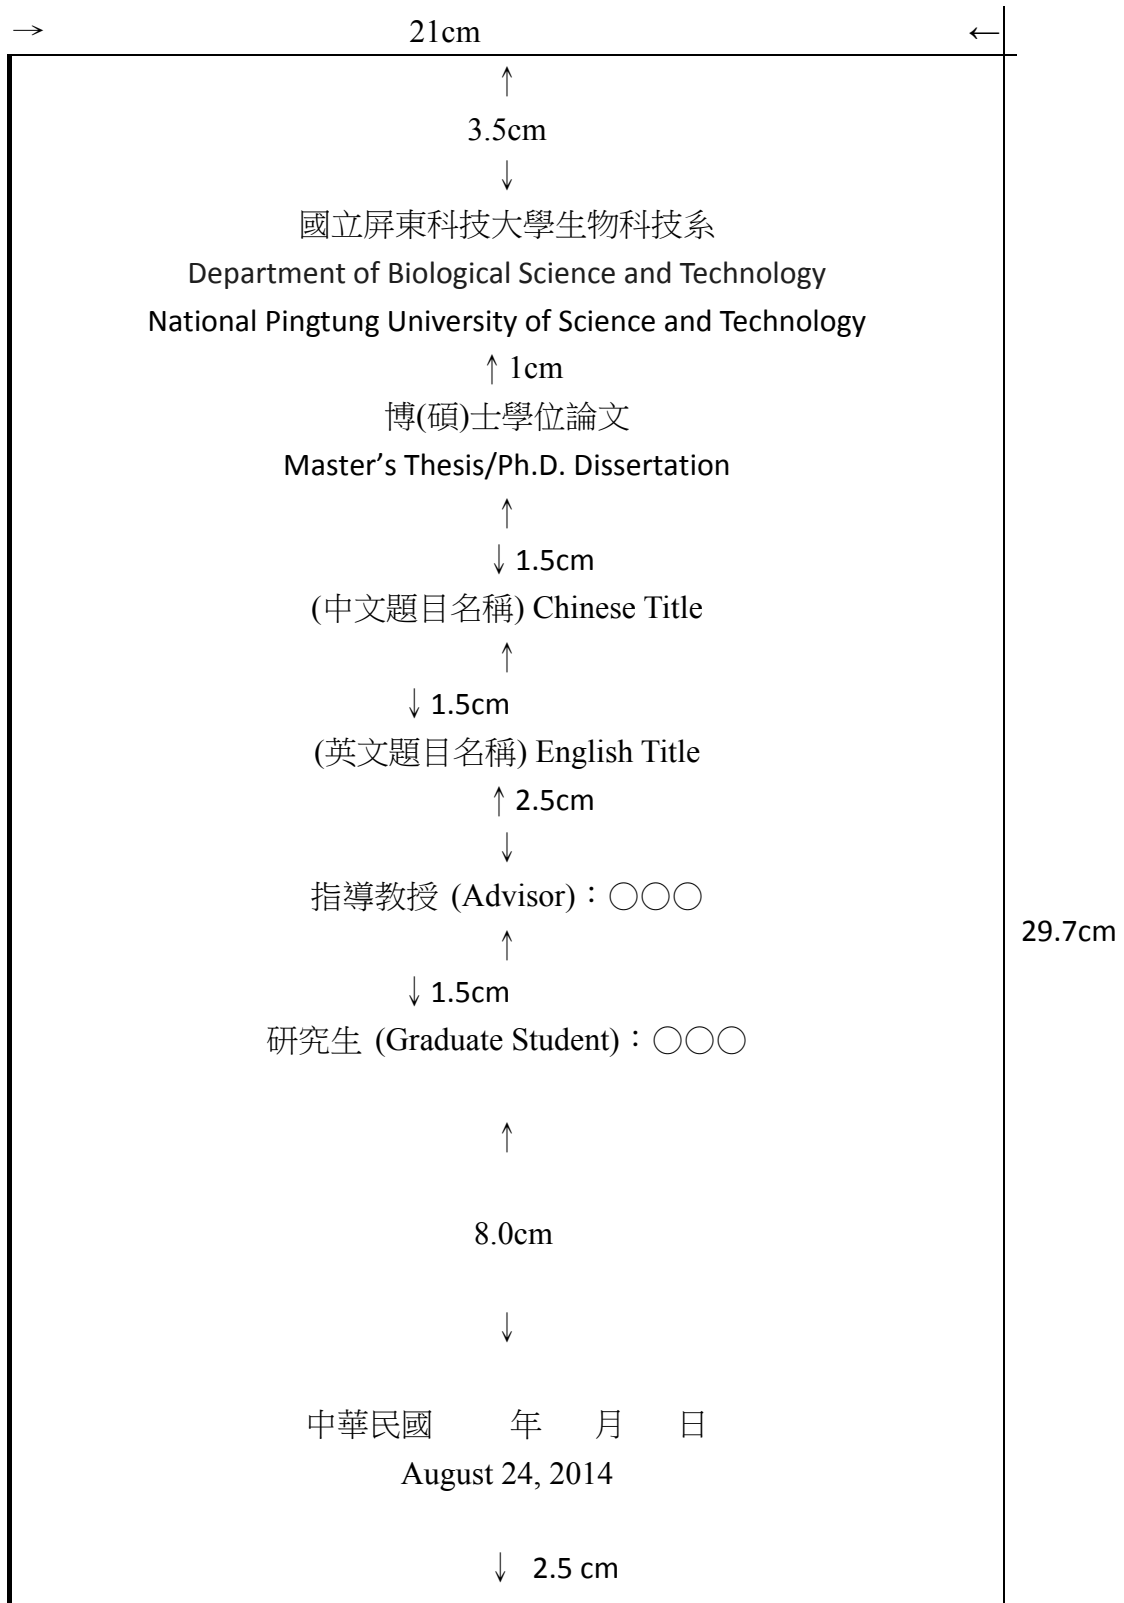 → 21cm ←
↑
3.5cm
↓
國立屏東科技大學生物科技系
Department of Biological Science and Technology
National Pingtung University of Science and Technology
↑ 1cm
博(碩)士學位論文
Master’s Thesis/Ph.D. Dissertation
↑
↓ 1.5cm
(中文題目名稱) Chinese Title
↑
↓ 1.5cm
(英文題目名稱) English Title
↑ 2.5cm
↓
指導教授 (Advisor)：○○○
↑
29.7cm
↓ 1.5cm
研究生 (Graduate Student)：○○○
↑
8.0cm
↓
中華民國 年 月 日
August 24, 2014
↓ 2.5 cm